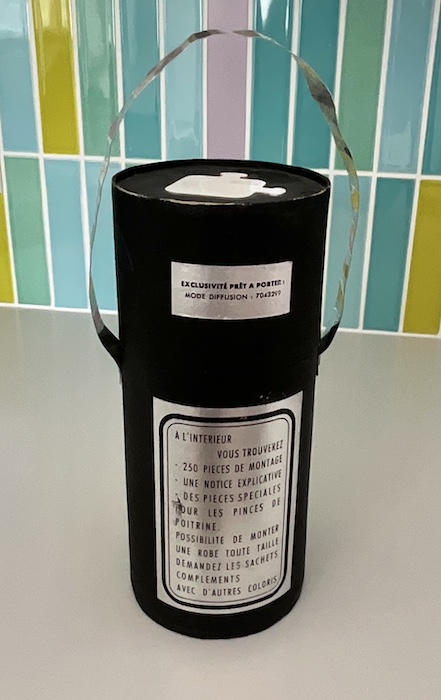 EXCLUSIVITÉ PRÊT A PORTER :
MODE DIFFUSION : 7043299
A L'INTERIEUR
VOUS TROUVEREZ
- 250 PIECES DE MONTAGE
- UNE NOTICE EXPLICATIVE
- DES PIECES SPECIALES
POUR LES PINCES DE
POITRINE.
POSSIBILITE DE MONTER
UNE ROBE TOUTE TAILLE
DEMANDEZ LES SACHETS
COMPLEMENTS
AVEC D'AUTRES COLORIS